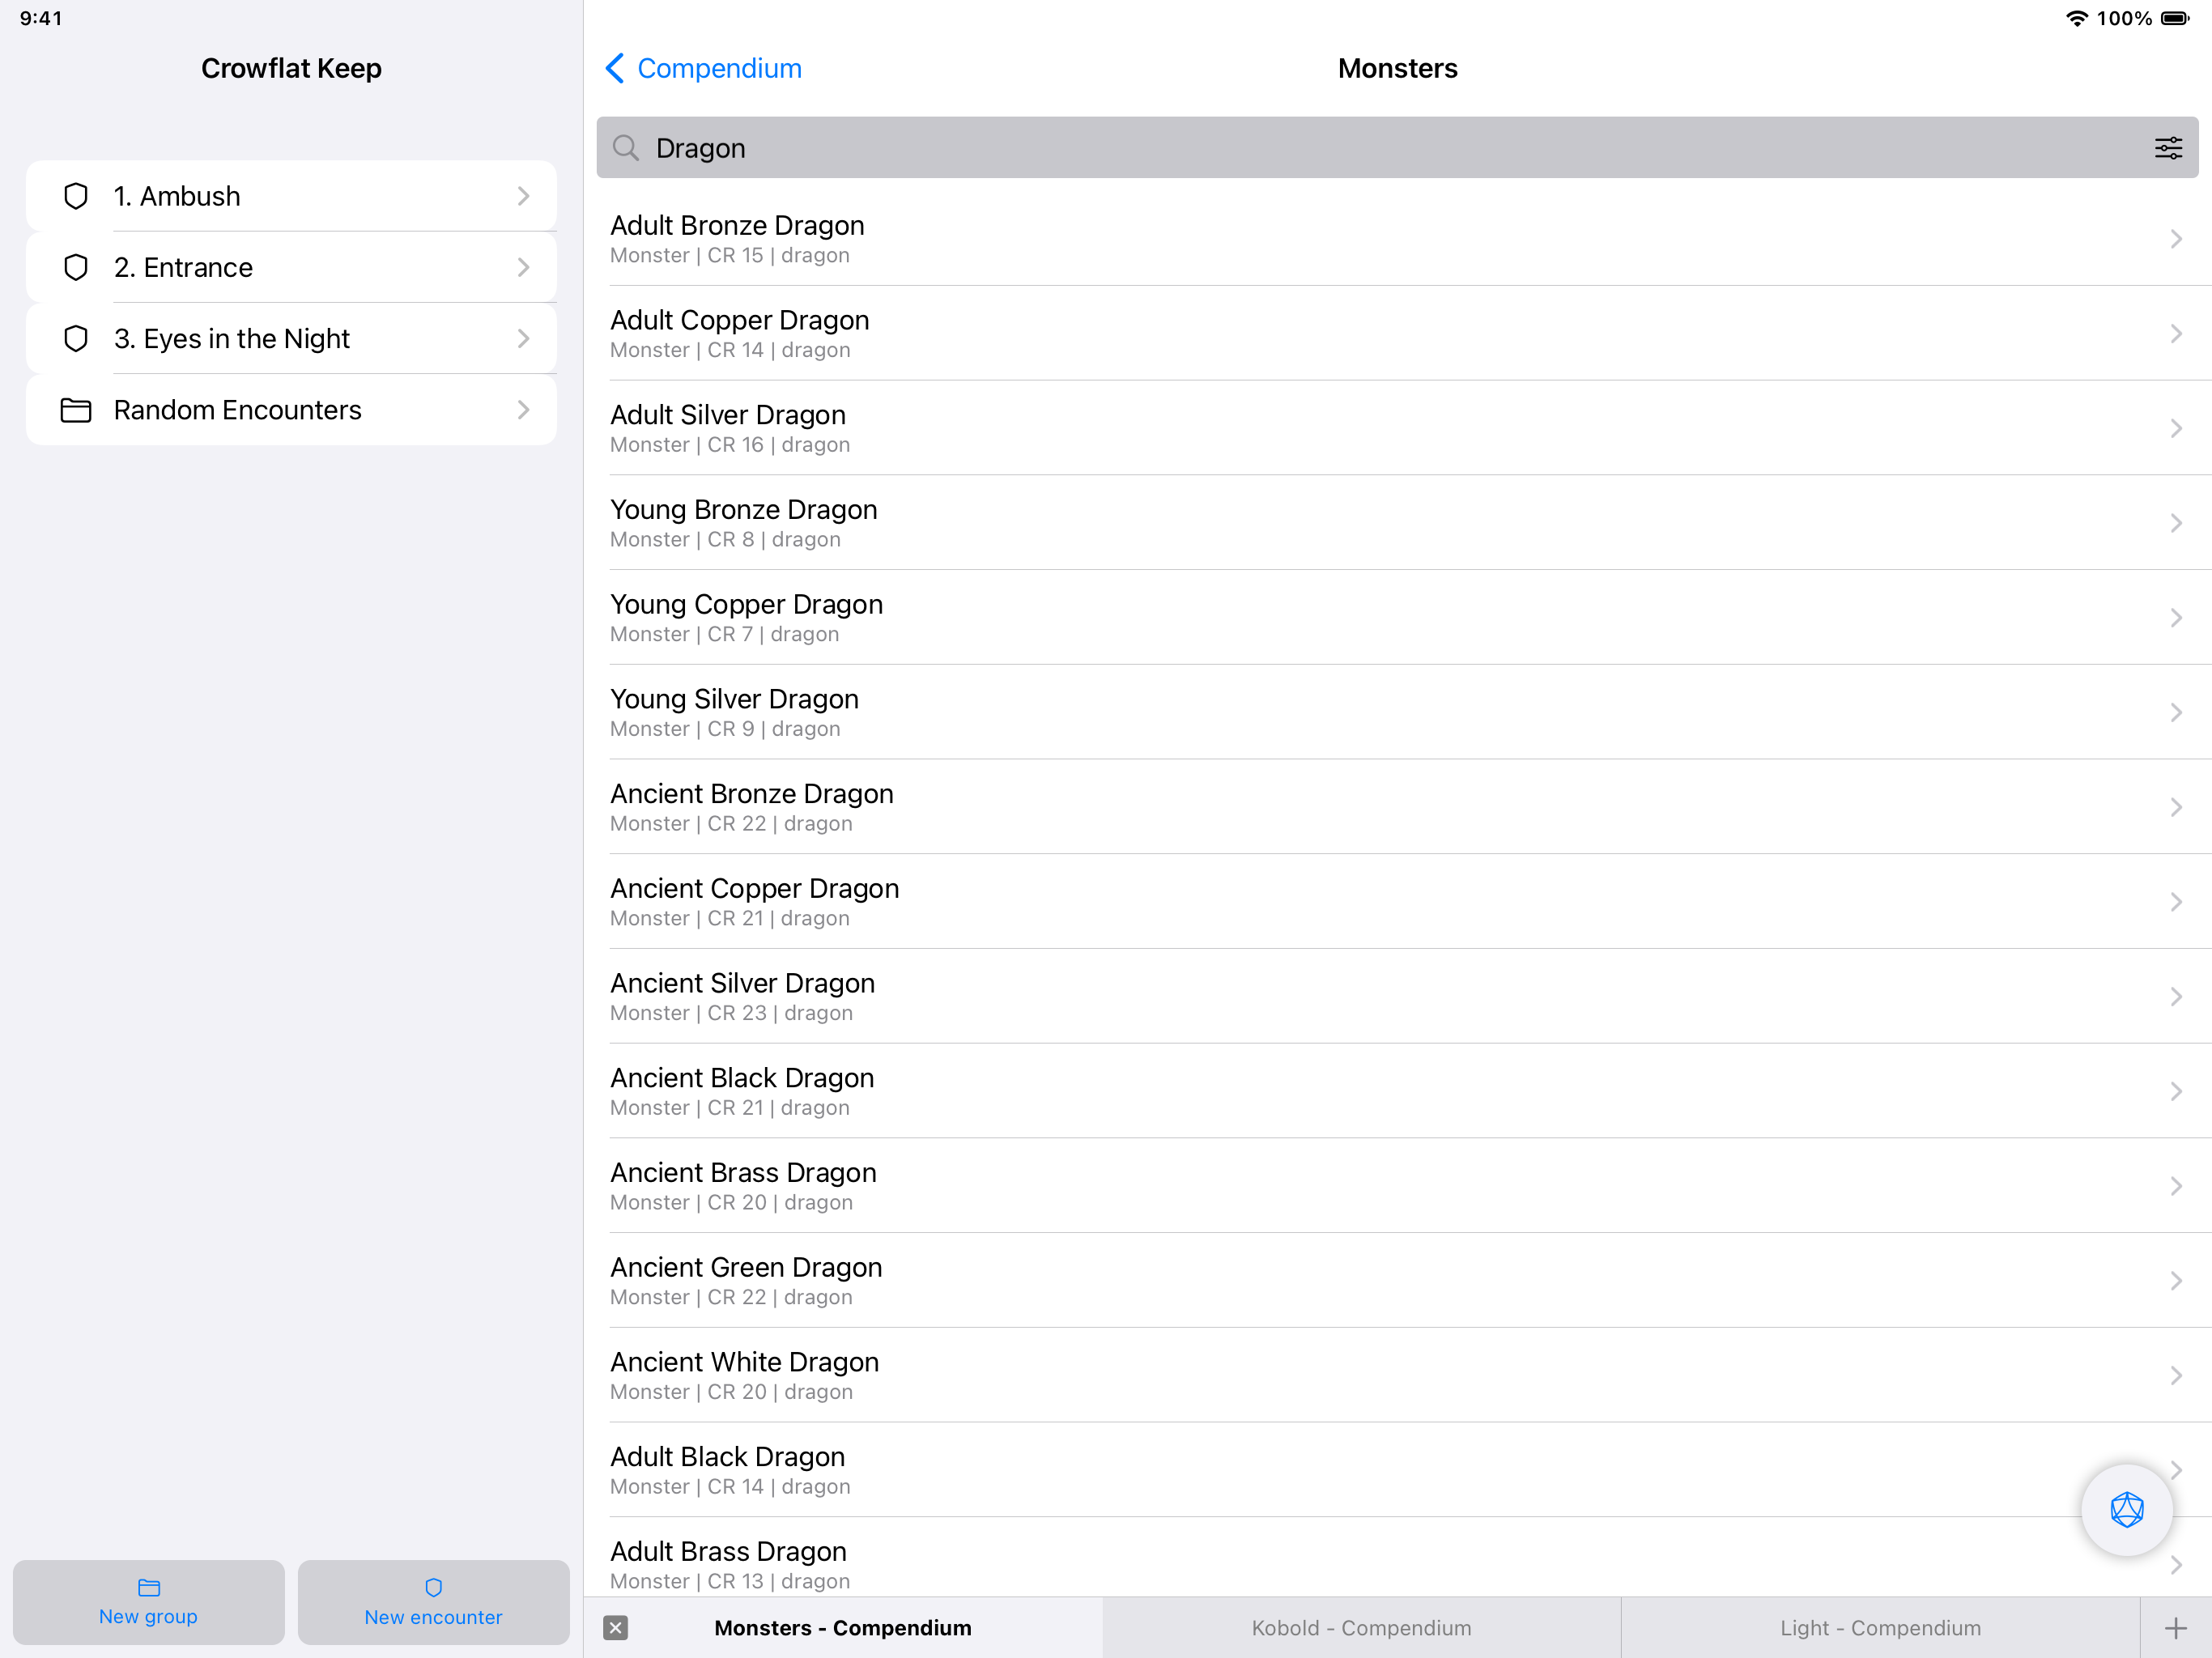 9:41
100%
Crowflat Keep
1. Ambush
2. Entrance
3. Eyes in the Night
Random Encounters
New group
New encounter
Compendium
Monsters
Dragon
Adult Bronze Dragon
Monster | CR 15 | dragon
Adult Copper Dragon
Monster | CR 14 | dragon
Adult Silver Dragon
Monster | CR 16 | dragon
Young Bronze Dragon
Monster | CR 8 | dragon
Young Copper Dragon
Monster | CR 7 | dragon
Young Silver Dragon
Monster | CR 9 | dragon
Ancient Bronze Dragon
Monster | CR 22 | dragon
Ancient Copper Dragon
Monster | CR 21 | dragon
Ancient Silver Dragon
Monster | CR 23 | dragon
Ancient Black Dragon
Monster | CR 21 | dragon
Ancient Brass Dragon
Monster | CR 20 | dragon
Ancient Green Dragon
Monster | CR 22 | dragon
Ancient White Dragon
Monster | CR 20 | dragon
Adult Black Dragon
Monster | CR 14 | dragon
Adult Brass Dragon
Monster | CR 13 | dragon
Monsters - Compendium
Kobold - Compendium
Light - Compendium